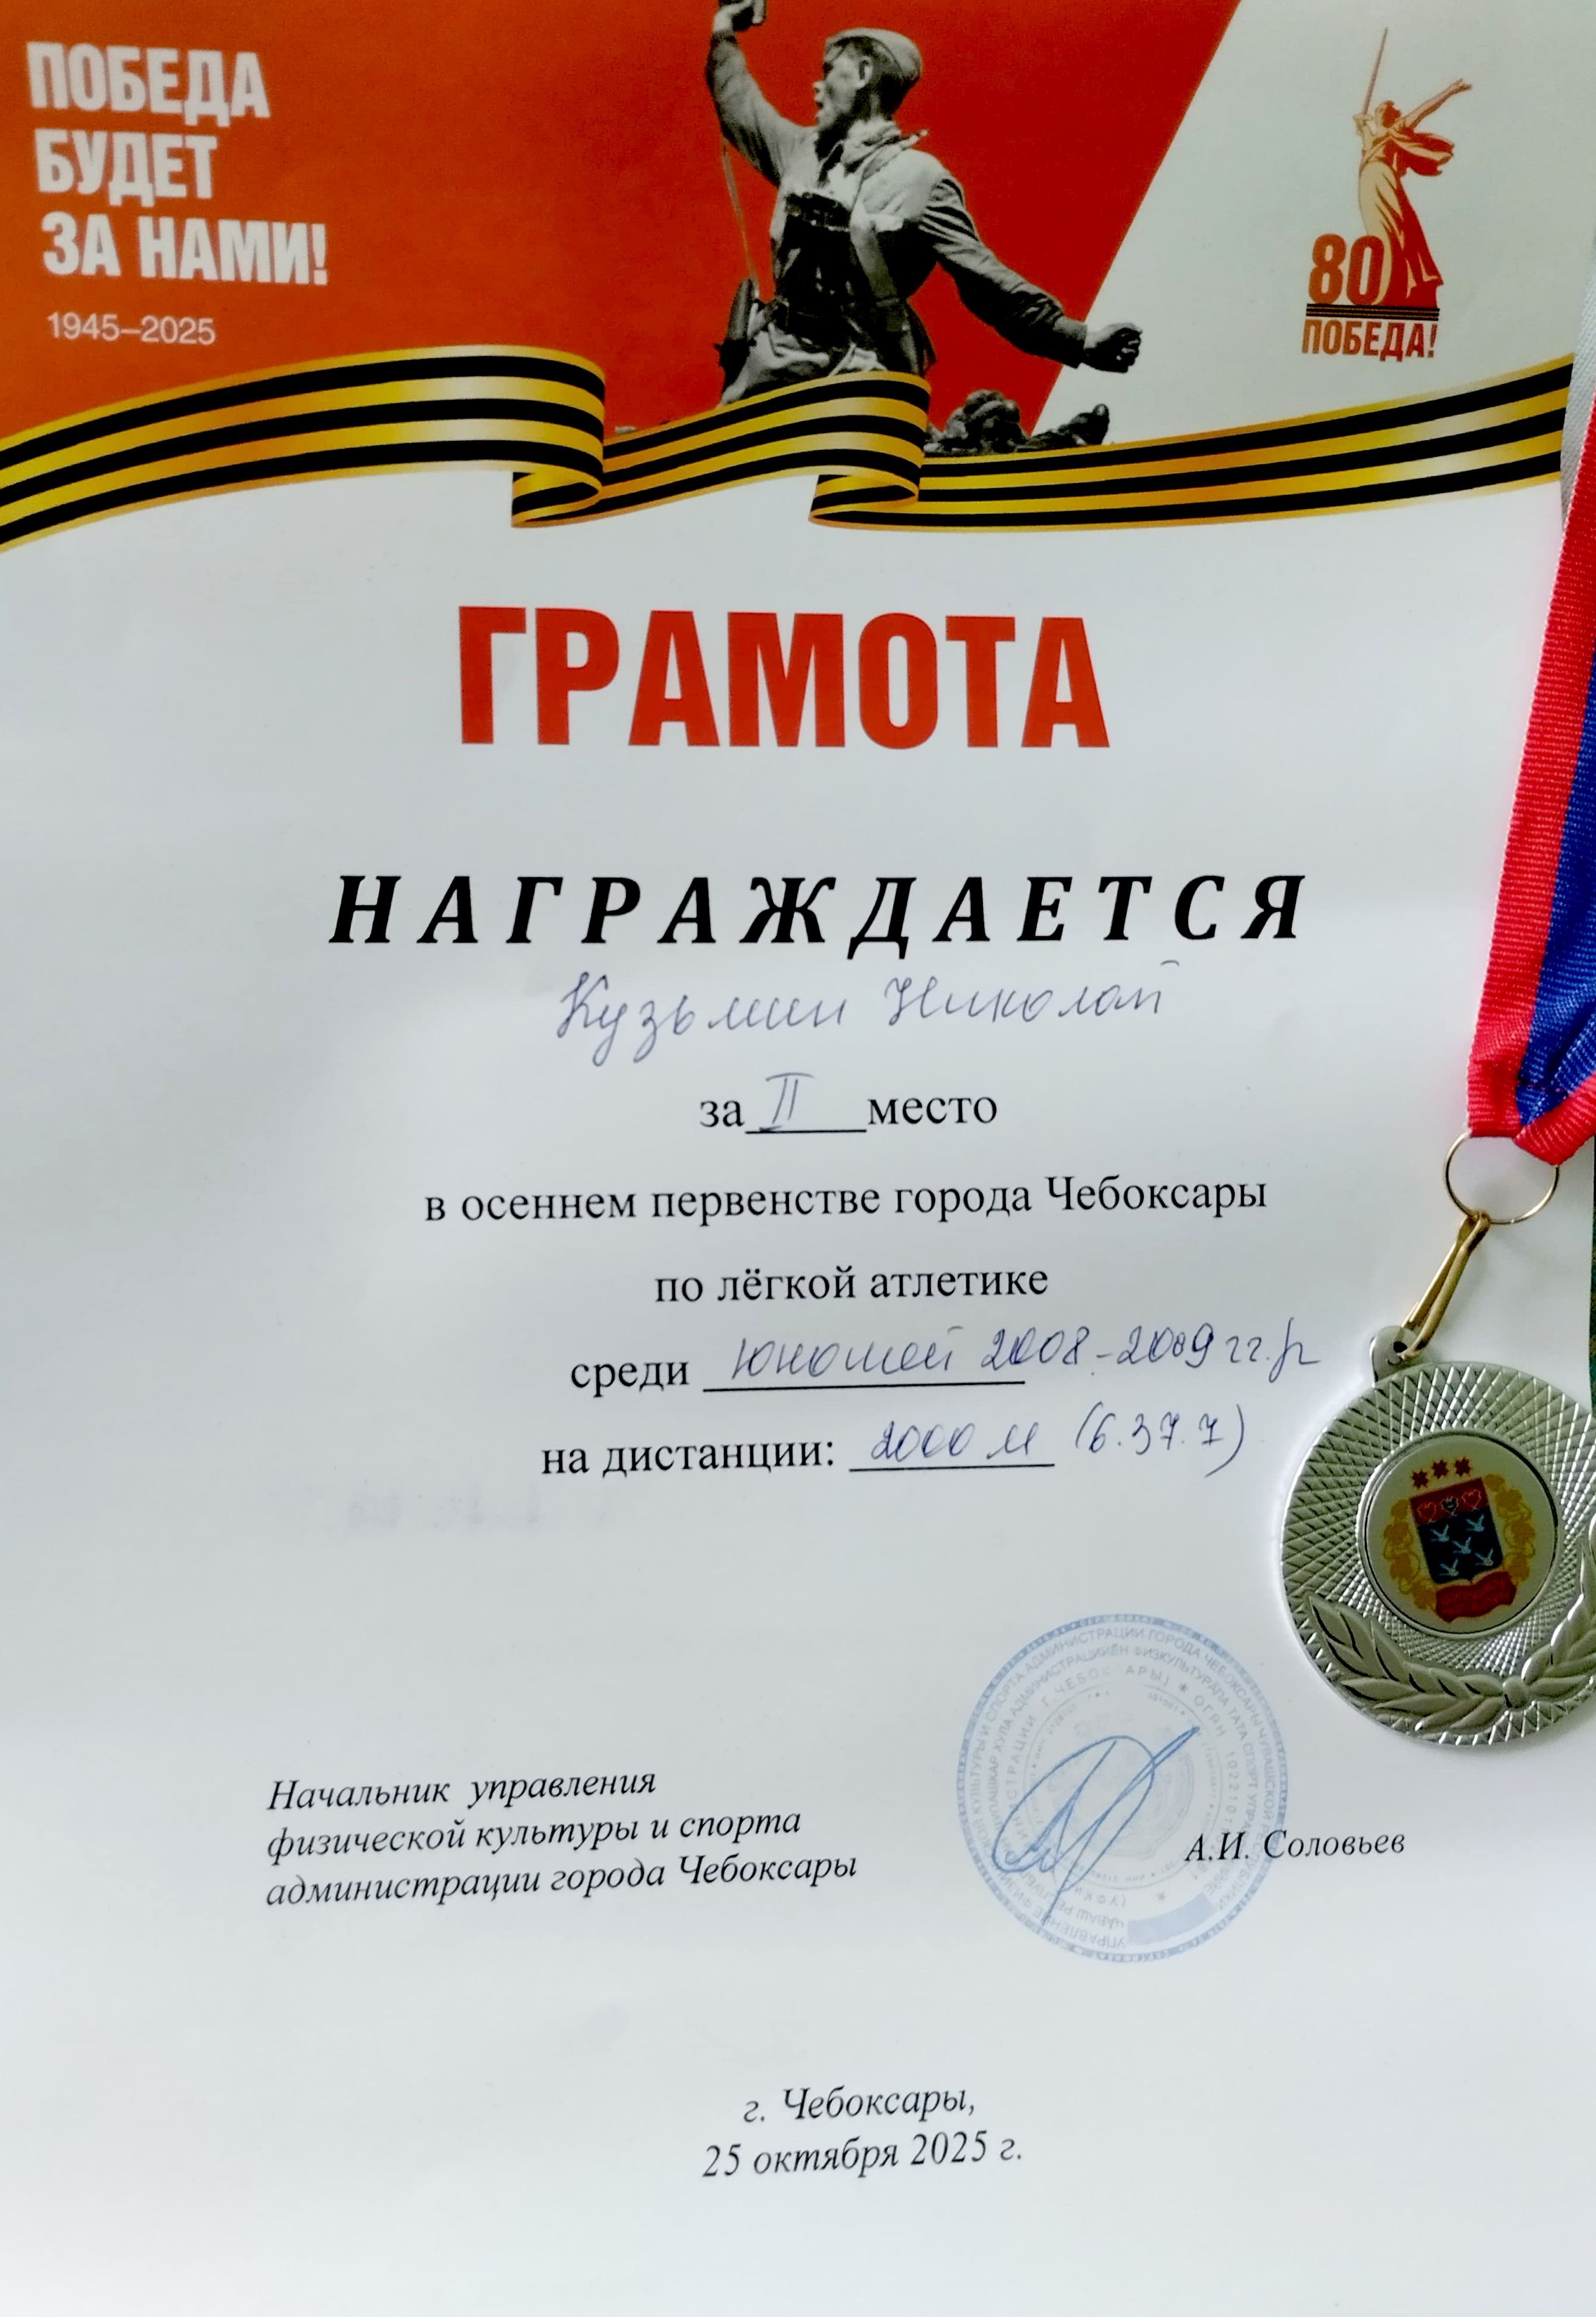 ПОБЕДА
БУДЕТ
ЗА НАМИ!
1945–2025
80
ПОБЕДА!
ГРАМОТА
НАГРАЖДАЕТСЯ
Кузьмин Николай
за II место
в осеннем первенстве города Чебоксары
по лёгкой атлетике
среди юношей 2008-2009 гг.р
на дистанции: 2000 м (6.37.7)
Начальник управления
физической культуры и спорта
администрации города Чебоксары
А.И. Соловьев
г. Чебоксары,
25 октября 2025 г.